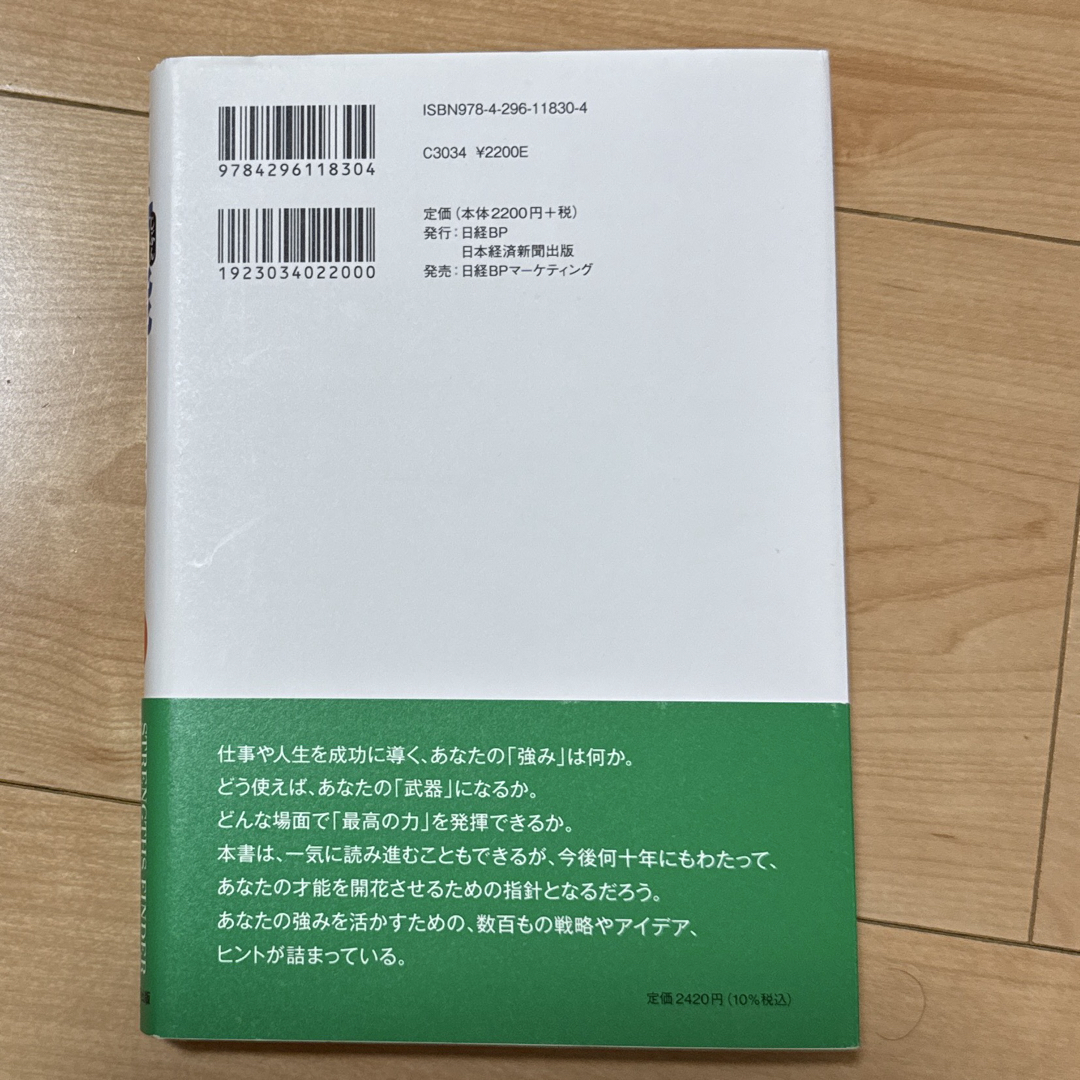 ISBN978-4-296-11830-4
9784296118304
C3034 ¥2200E
1923034022000
定価(本体2200円+税)
発行:日経BP
日本経済新聞出版
発売:日経BPマーケティング
仕事や人生を成功に導く、あなたの「強み」は何か。
どう使えば、あなたの「武器」になるか。
どんな場面で「最高の力」を発揮できるか。
本書は、一気に読み進むこともできるが、今後何十年にもわたって、
あなたの才能を開花させるための指針となるだろう。
あなたの強みを活かすための、数百もの戦略やアイデア、
ヒントが詰まっている。
定価2420円(10%税込)
STRENGTHS FINDER